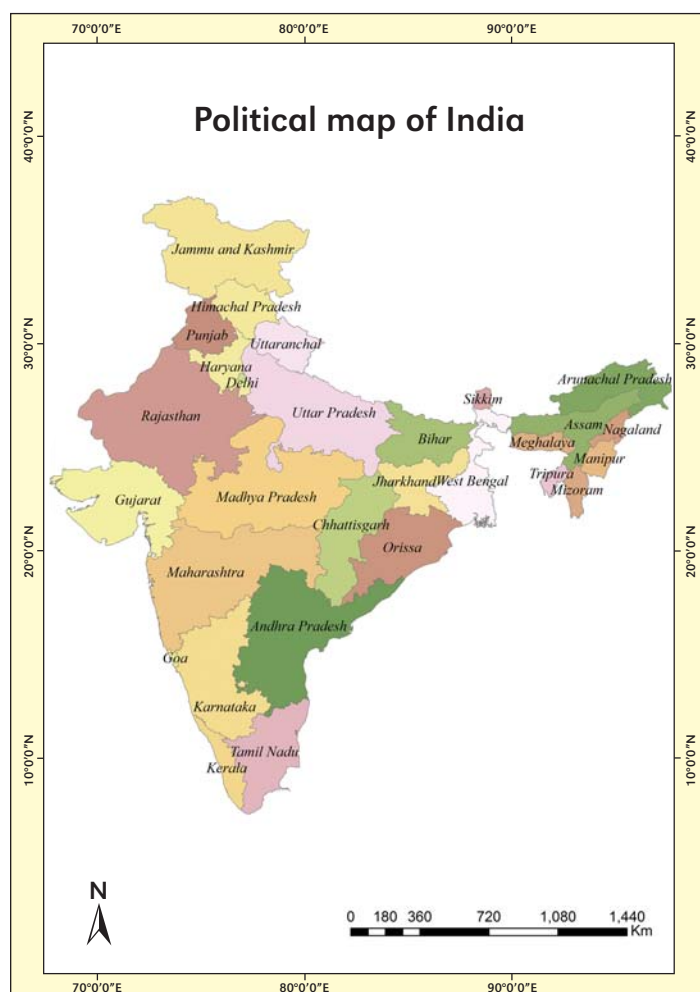 70°0'0"E 80°0'0"E 90°0'0"E
Political map of India
40°0'0"N 40°0'0"N
Jammu and Kashmir
Himachal Pradesh
Punjab
Uttaranchal
30°0'0"N 30°0'0"N
Haryana
Delhi
Arunachal Pradesh
Sikkim
Rajasthan
Uttar Pradesh
Assam
Nagaland
Bihar
Meghalaya
Manipur
Tripura
Mizoram
Gujarat
Madhya Pradesh
Jharkhand
West Bengal
Chhattisgarh
Orissa
20°0'0"N 20°0'0"N
Maharashtra
Andhra Pradesh
Goa
Karnataka
Tamil Nadu
Kerala
10°0'0"N 10°0'0"N
N
0 180 360 720 1,080 1,440
Km
70°0'0"E 80°0'0"E 90°0'0"E